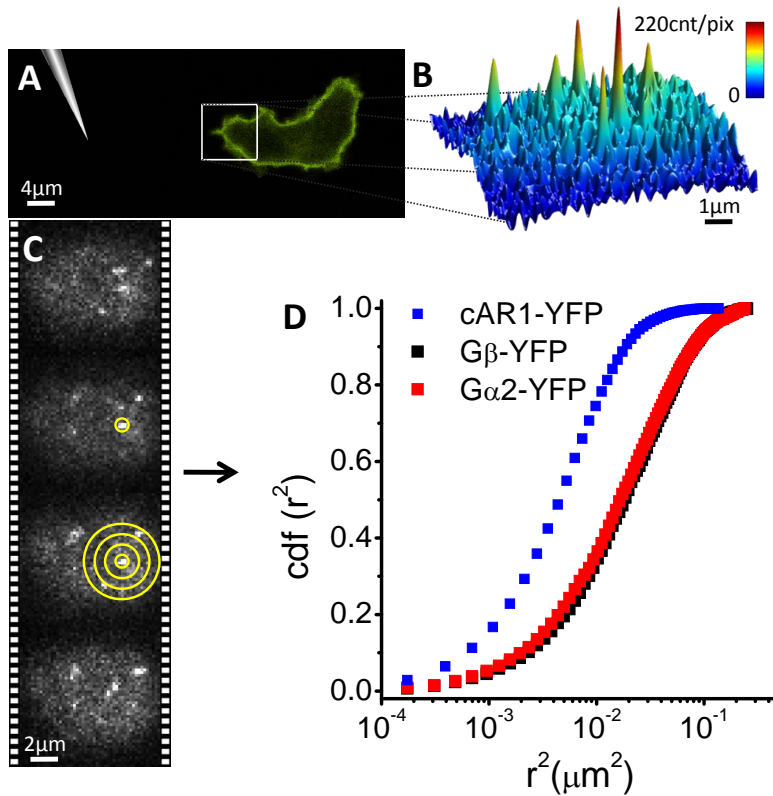 A
4μm
B
220cnt/pix
0
1μm
C
2μm
D
cAR1-YFP
Gβ-YFP
Gα2-YFP
1.0
0.8
0.6
0.4
0.2
0.0
cdf (r²)
10⁻⁴
10⁻³
10⁻²
10⁻¹
r²(μm²)